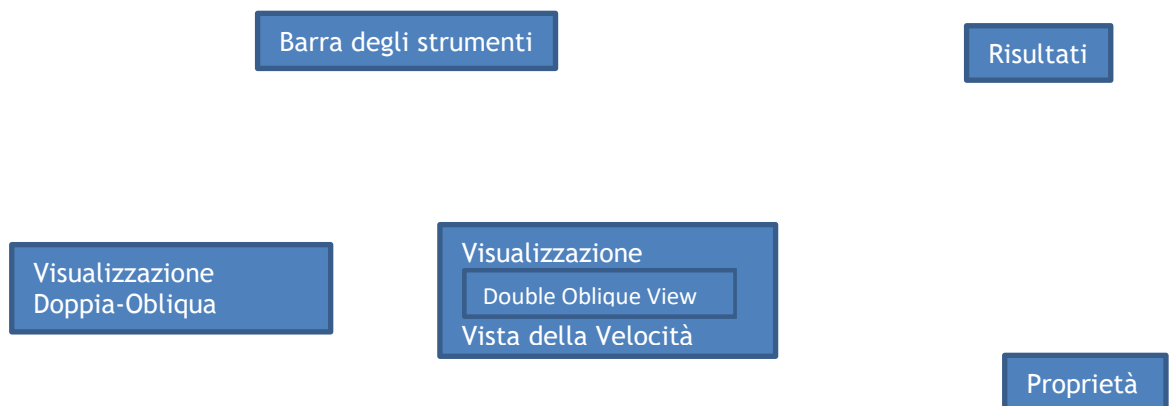 Barra degli strumenti
Risultati
Visualizzazione
Doppia-Obliqua
Visualizzazione
Double Oblique View
Vista della Velocità
Proprietà